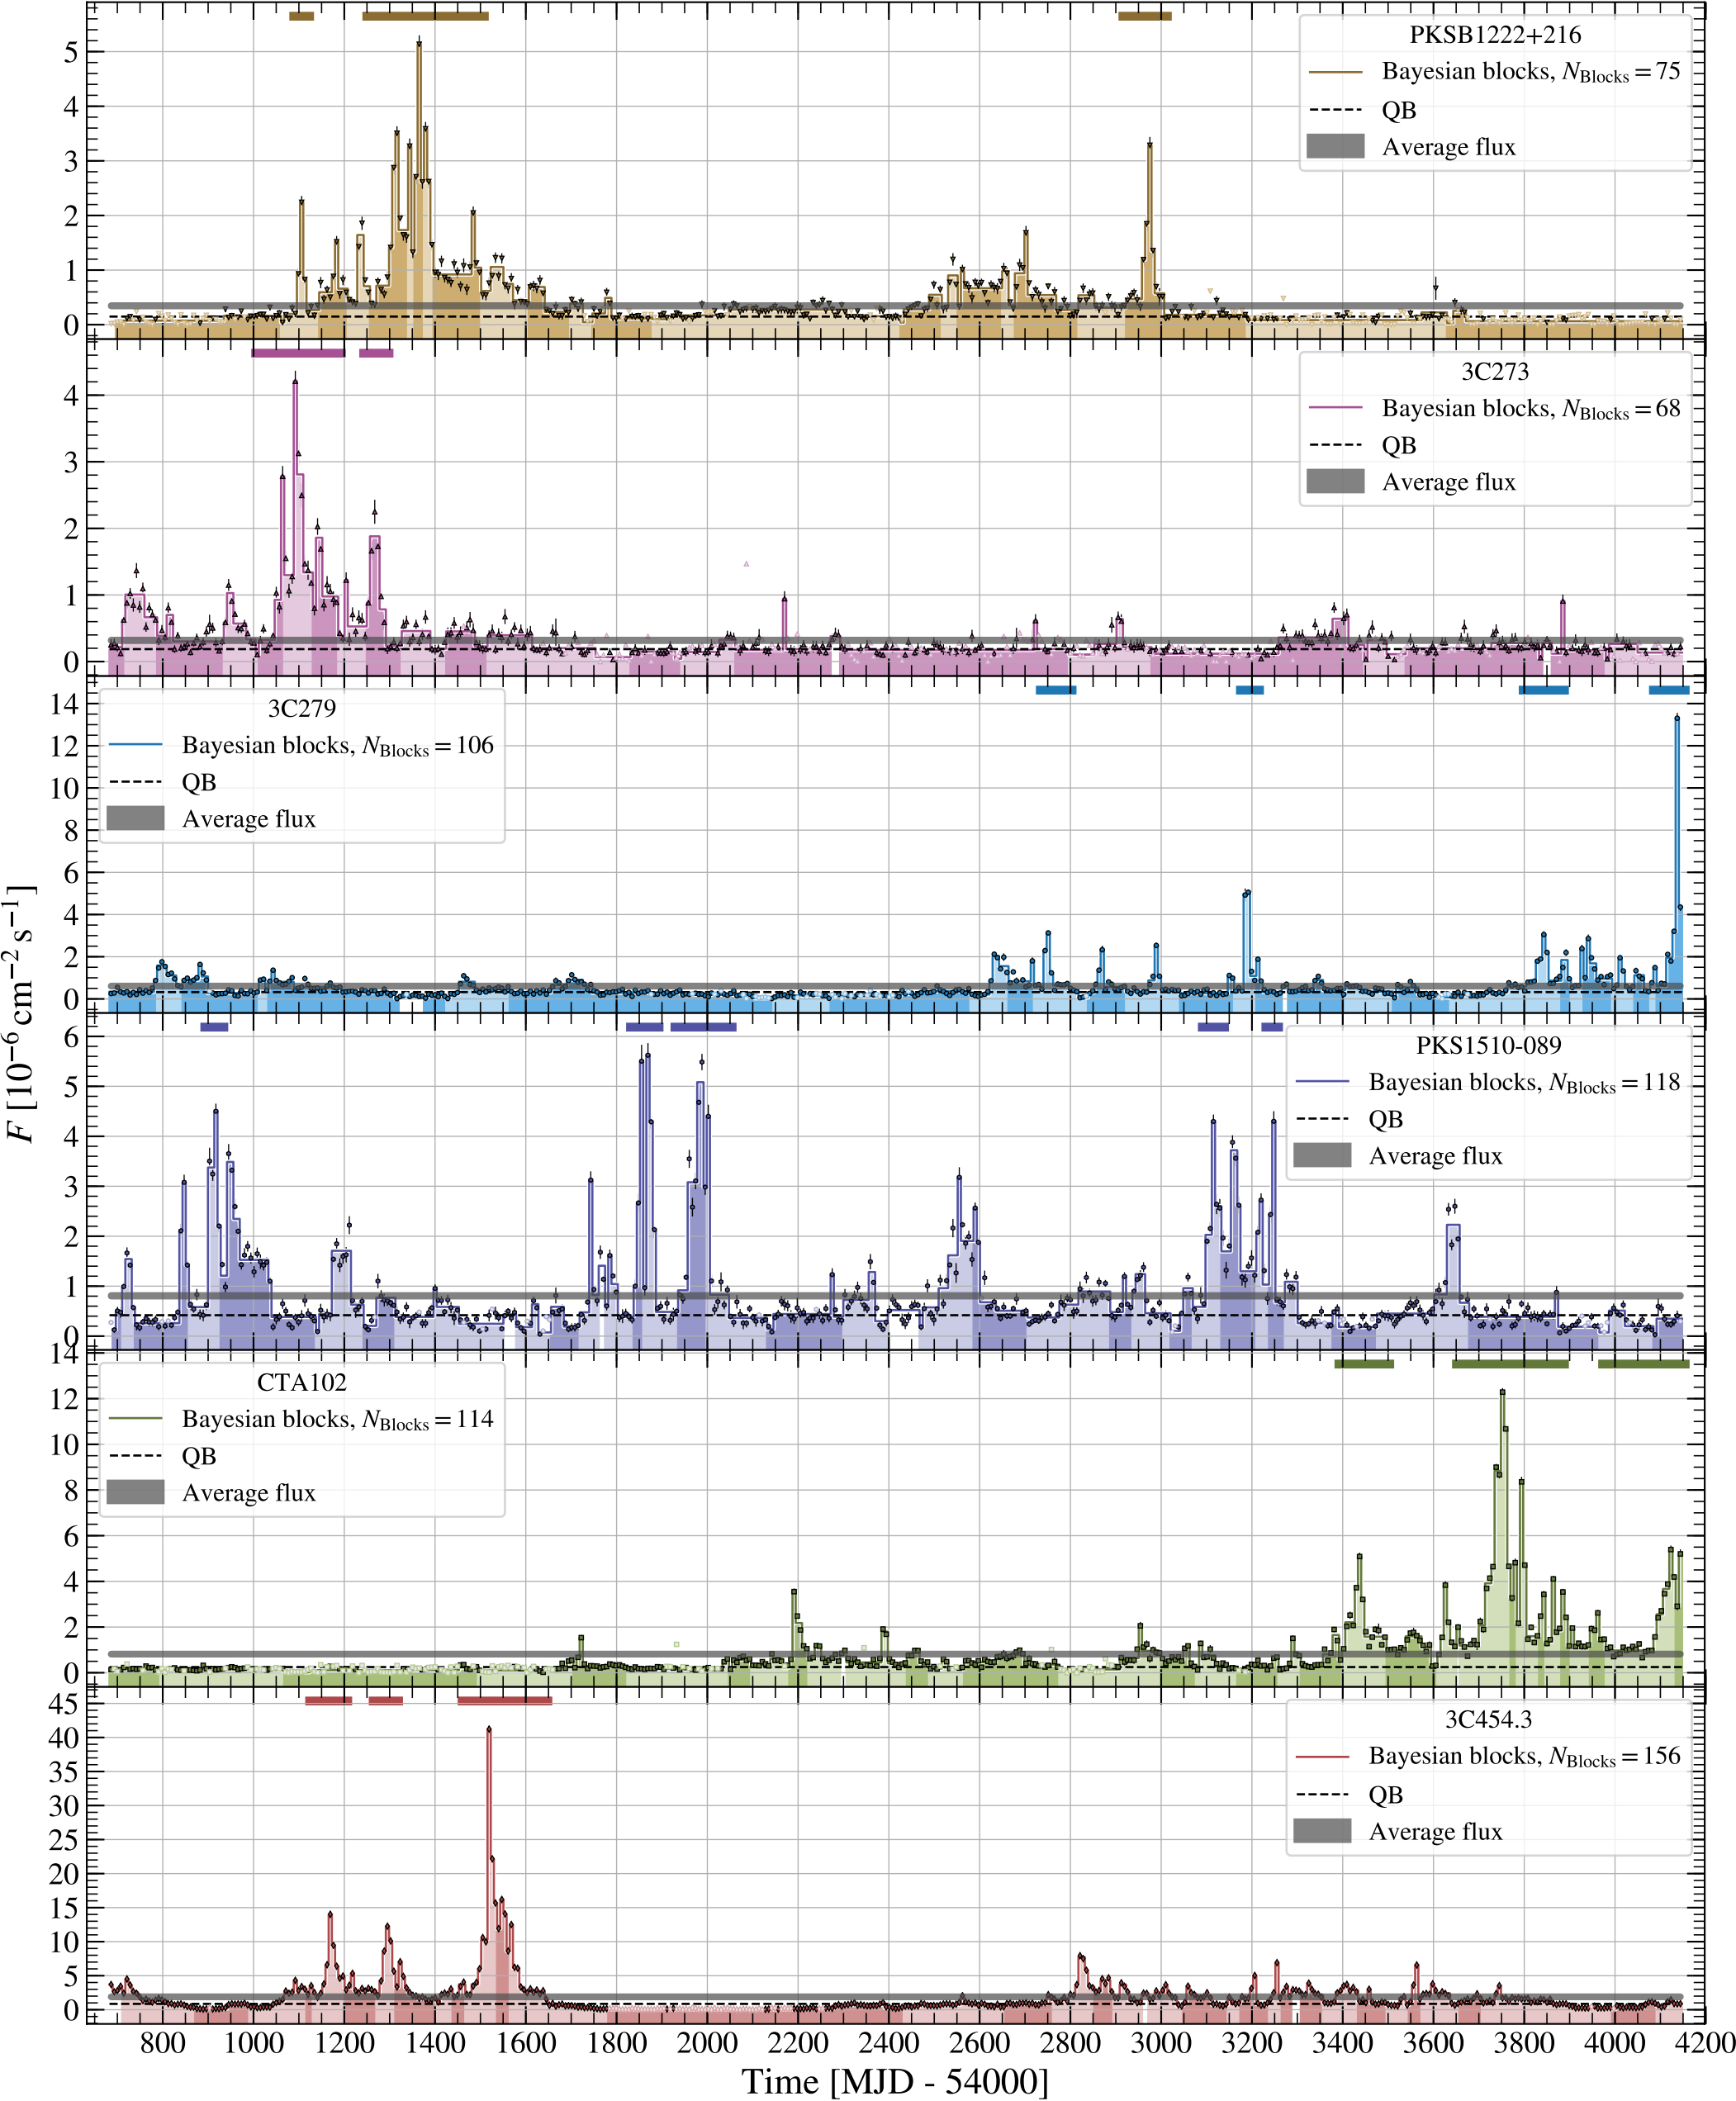 PKSB1222+216
Bayesian blocks, N_Blocks = 75
QB
Average flux
5
4
3
2
1
0
3C273
Bayesian blocks, N_Blocks = 68
QB
Average flux
4
3
2
1
0
3C279
Bayesian blocks, N_Blocks = 106
QB
Average flux
14
12
10
8
6
4
2
0
F [10⁻⁶ cm⁻² s⁻¹]
PKS1510-089
Bayesian blocks, N_Blocks = 118
QB
Average flux
6
5
4
3
2
1
0
CTA102
Bayesian blocks, N_Blocks = 114
QB
Average flux
14
12
10
8
6
4
2
0
3C454.3
Bayesian blocks, N_Blocks = 156
QB
Average flux
45
40
35
30
25
20
15
10
5
0
800 1000 1200 1400 1600 1800 2000 2200 2400 2600 2800 3000 3200 3400 3600 3800 4000 4200
Time [MJD - 54000]